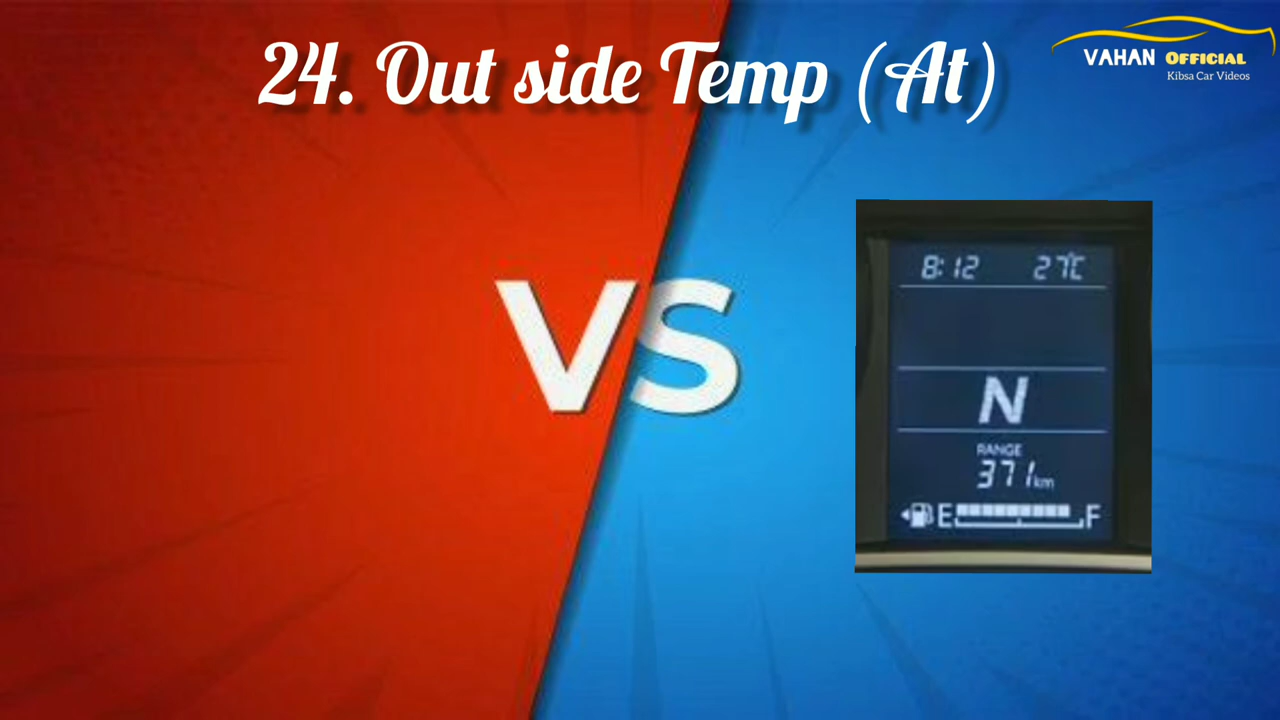 24. Out side Temp (At)
VAHAN OFFICIAL
Kibsa Car Videos
VS
8:12 27°C
N
RANGE
371km
E F